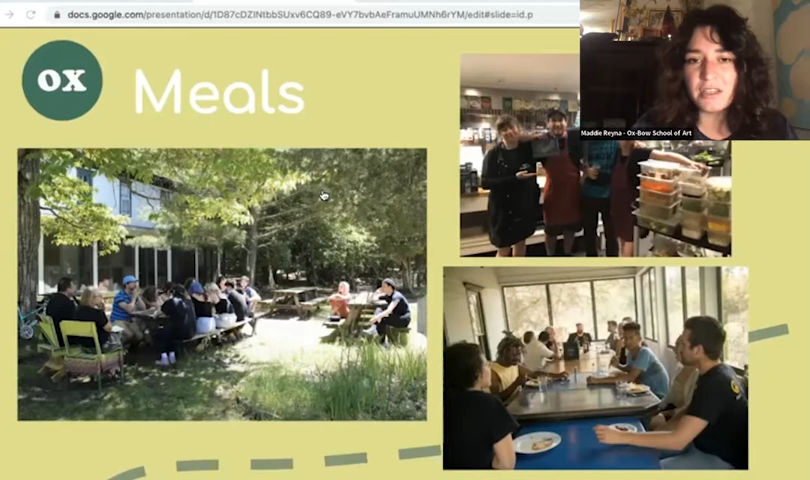 docs.google.com/presentation/d/1D87cDZINtbbSUxv6CQ89-eVY7bvbAeFramuUMNh6rYM/edit#slide=id.p
OX
Meals
Maddie Reyna - Ox-Bow School of Art